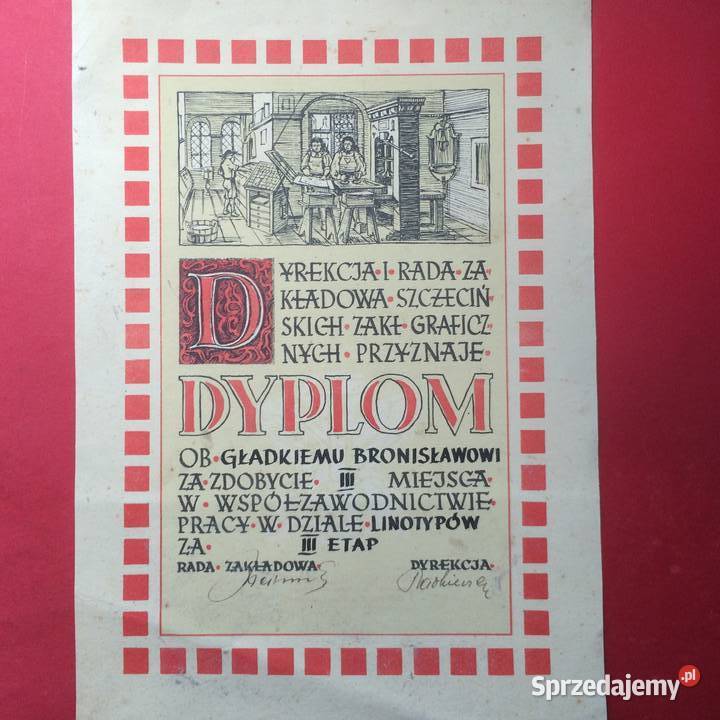 DYREKCJA·I·RADA·ZA
KŁADOWA·SZCZECIŃ
SKICH·ZAKŁ·GRAFICZ
NYCH·PRZYZNAJE·
DYPLOM
OB·GŁADKIEMU BRONISŁAWOWI
ZA·ZDOBYCIE· III MIEJSCA·
W·WSPÓŁZAWODNICTWIE·
PRACY·W·DZIALE·LINOTYPÓW
ZA· III ETAP
RADA·ZAKŁADOWA· DYREKCJA·
Sprzedajemy.pl